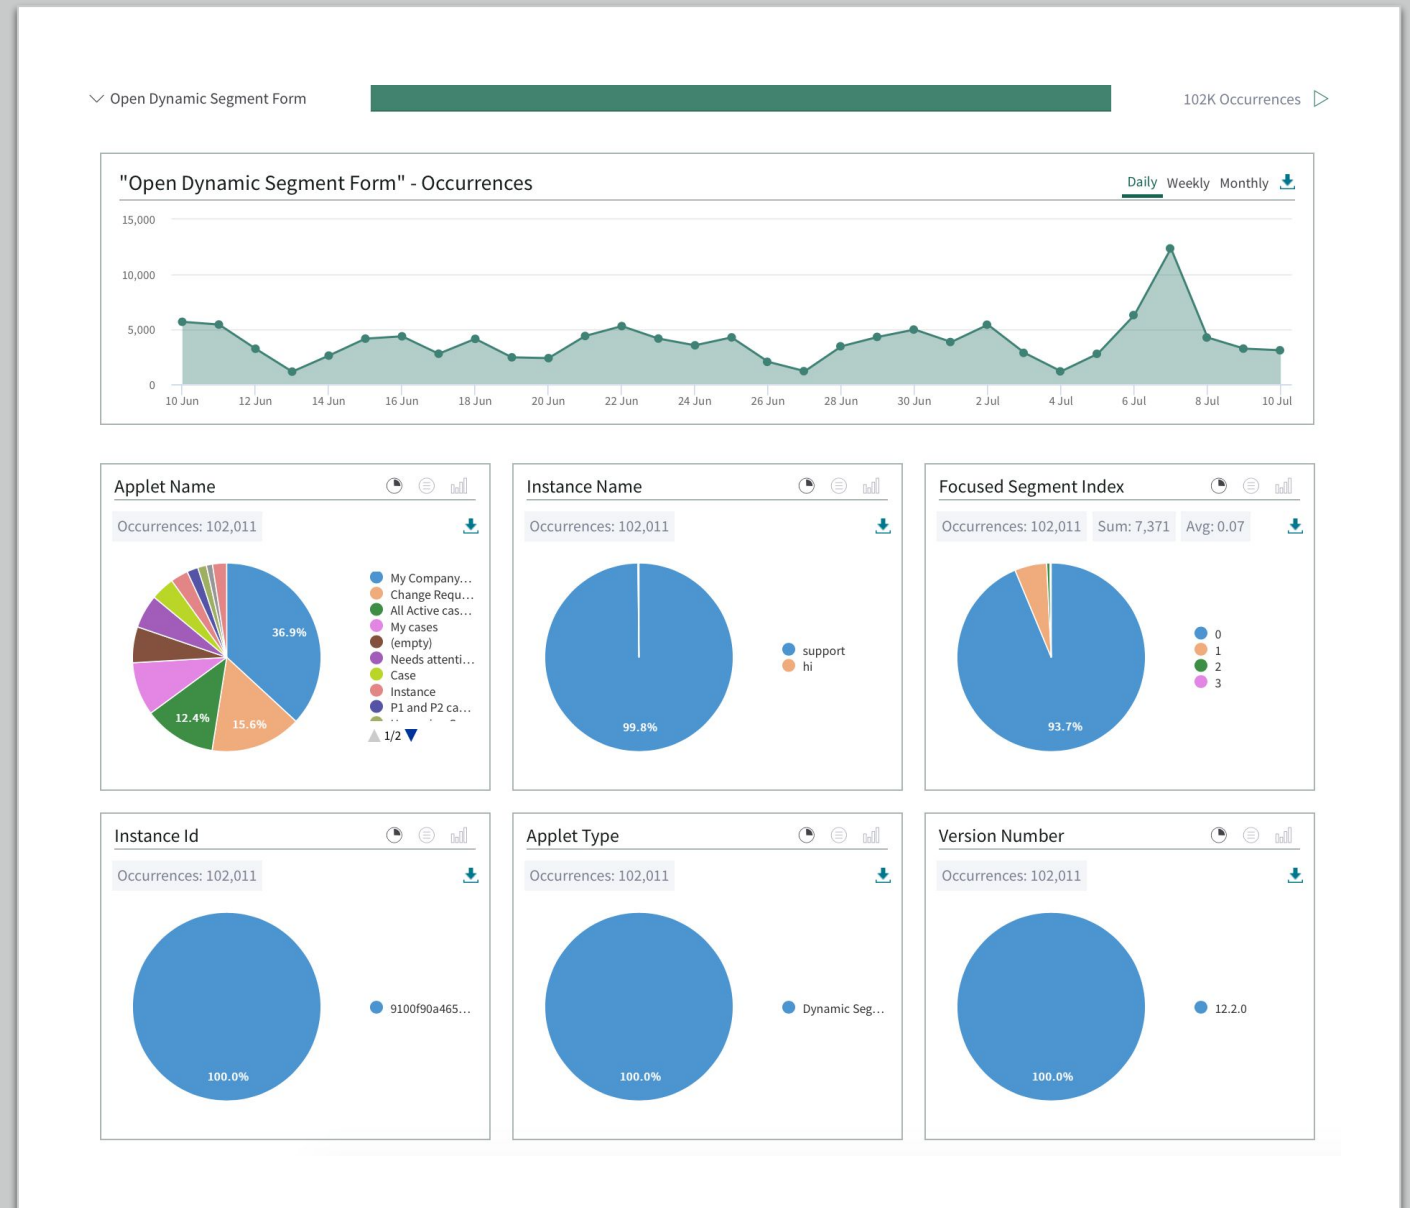 Open Dynamic Segment Form
102K Occurrences
"Open Dynamic Segment Form" - Occurrences
Daily Weekly Monthly
15,000
10,000
5,000
0
10 Jun 12 Jun 14 Jun 16 Jun 18 Jun 20 Jun 22 Jun 24 Jun 26 Jun 28 Jun 30 Jun 2 Jul 4 Jul 6 Jul 8 Jul 10 Jul
Applet Name
Occurrences: 102,011
36.9%
12.4%
15.6%
My Company...
Change Requ...
All Active cas...
My cases
(empty)
Needs attenti...
Case
Instance
P1 and P2 ca...
1/2
Instance Name
Occurrences: 102,011
99.8%
support
hi
Focused Segment Index
Occurrences: 102,011 Sum: 7,371 Avg: 0.07
93.7%
0
1
2
3
Instance Id
Occurrences: 102,011
100.0%
9100f90a465...
Applet Type
Occurrences: 102,011
100.0%
Dynamic Seg...
Version Number
Occurrences: 102,011
100.0%
12.2.0